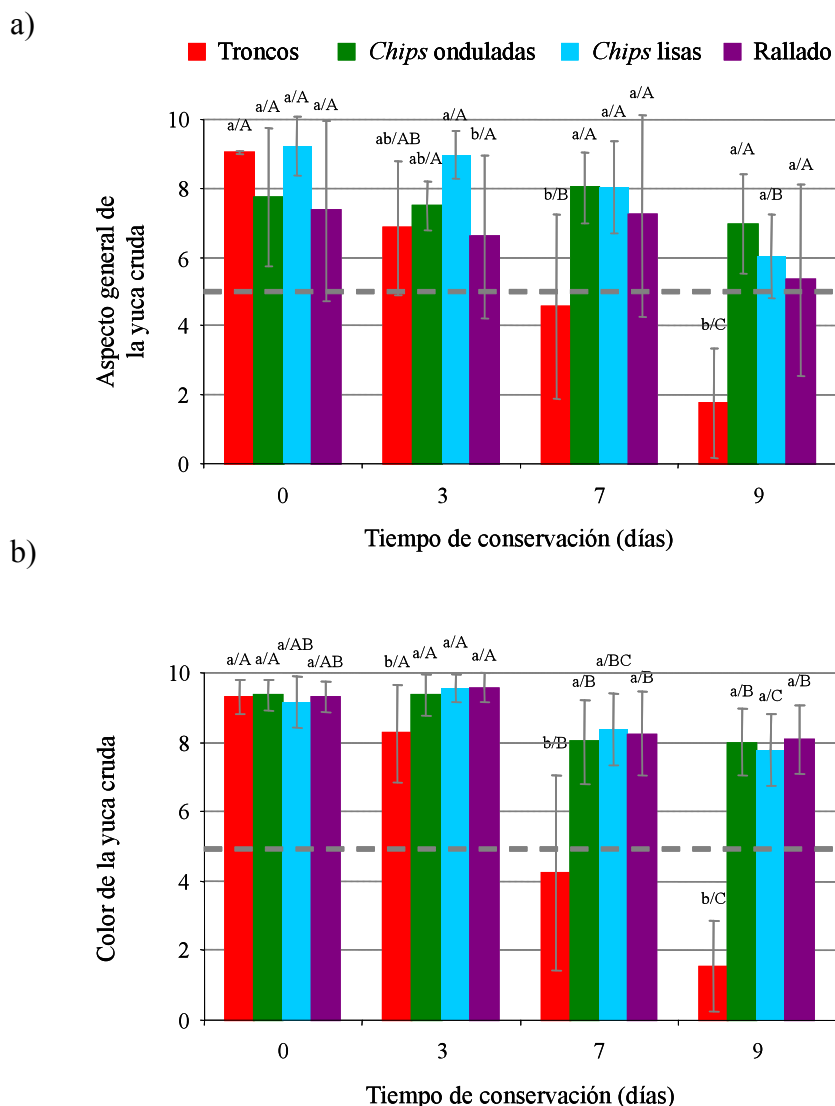 a)
Troncos Chips onduladas Chips lisas Rallado
a/A a/A a/A a/A ab/AB ab/A a/A b/A b/B a/A a/A a/A b/C a/A a/B a/A
10
8
6
4
2
0
Aspecto general de
la yuca cruda
0 3 7 9
Tiempo de conservación (días)
b)
a/A a/A a/AB a/AB b/A a/A a/A a/A b/B a/B a/BC a/B b/C a/B a/C a/B
10
8
6
4
2
0
Color de la yuca cruda
0 3 7 9
Tiempo de conservación (días)